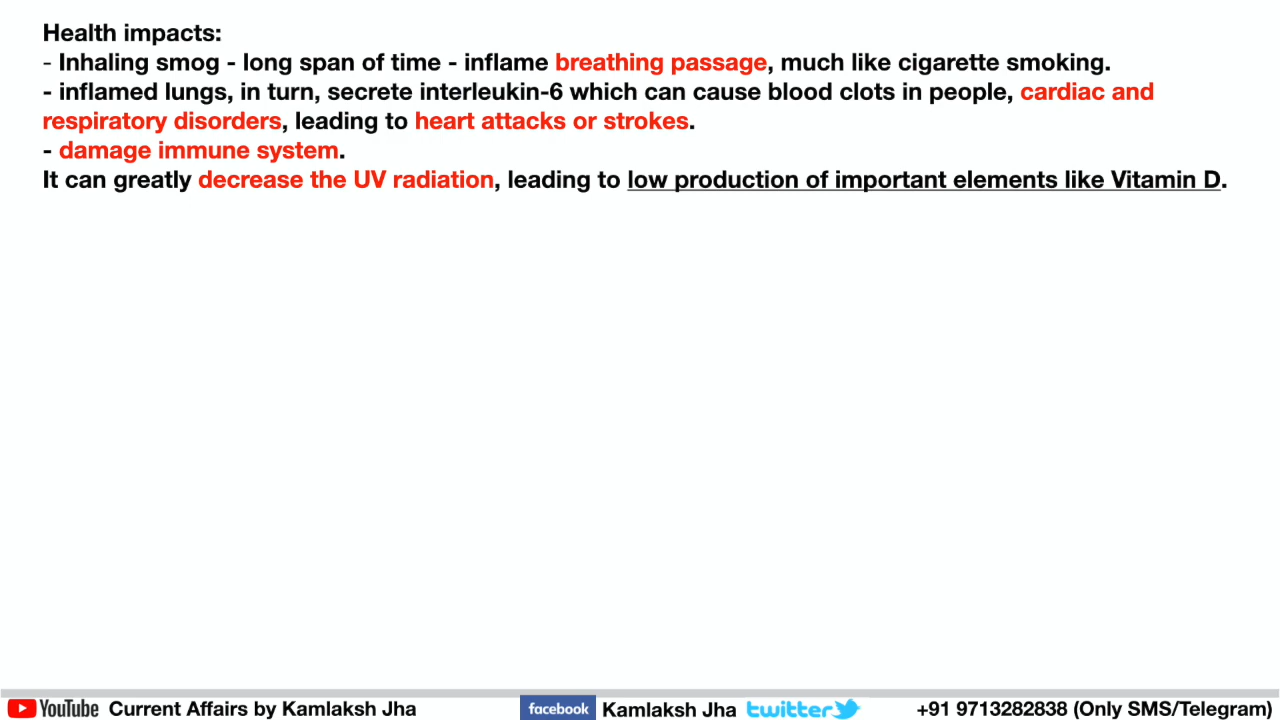 Health impacts:
- Inhaling smog - long span of time - inflame breathing passage, much like cigarette smoking.
- inflamed lungs, in turn, secrete interleukin-6 which can cause blood clots in people, cardiac and
respiratory disorders, leading to heart attacks or strokes.
- damage immune system.
It can greatly decrease the UV radiation, leading to low production of important elements like Vitamin D.
YouTube Current Affairs by Kamlaksh Jha facebook Kamlaksh Jha twitter +91 9713282838 (Only SMS/Telegram)